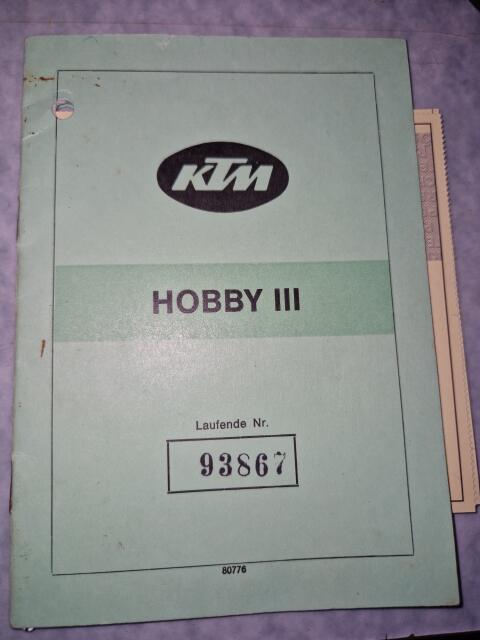 KTM
HOBBY III
Laufende Nr.
93867
80776